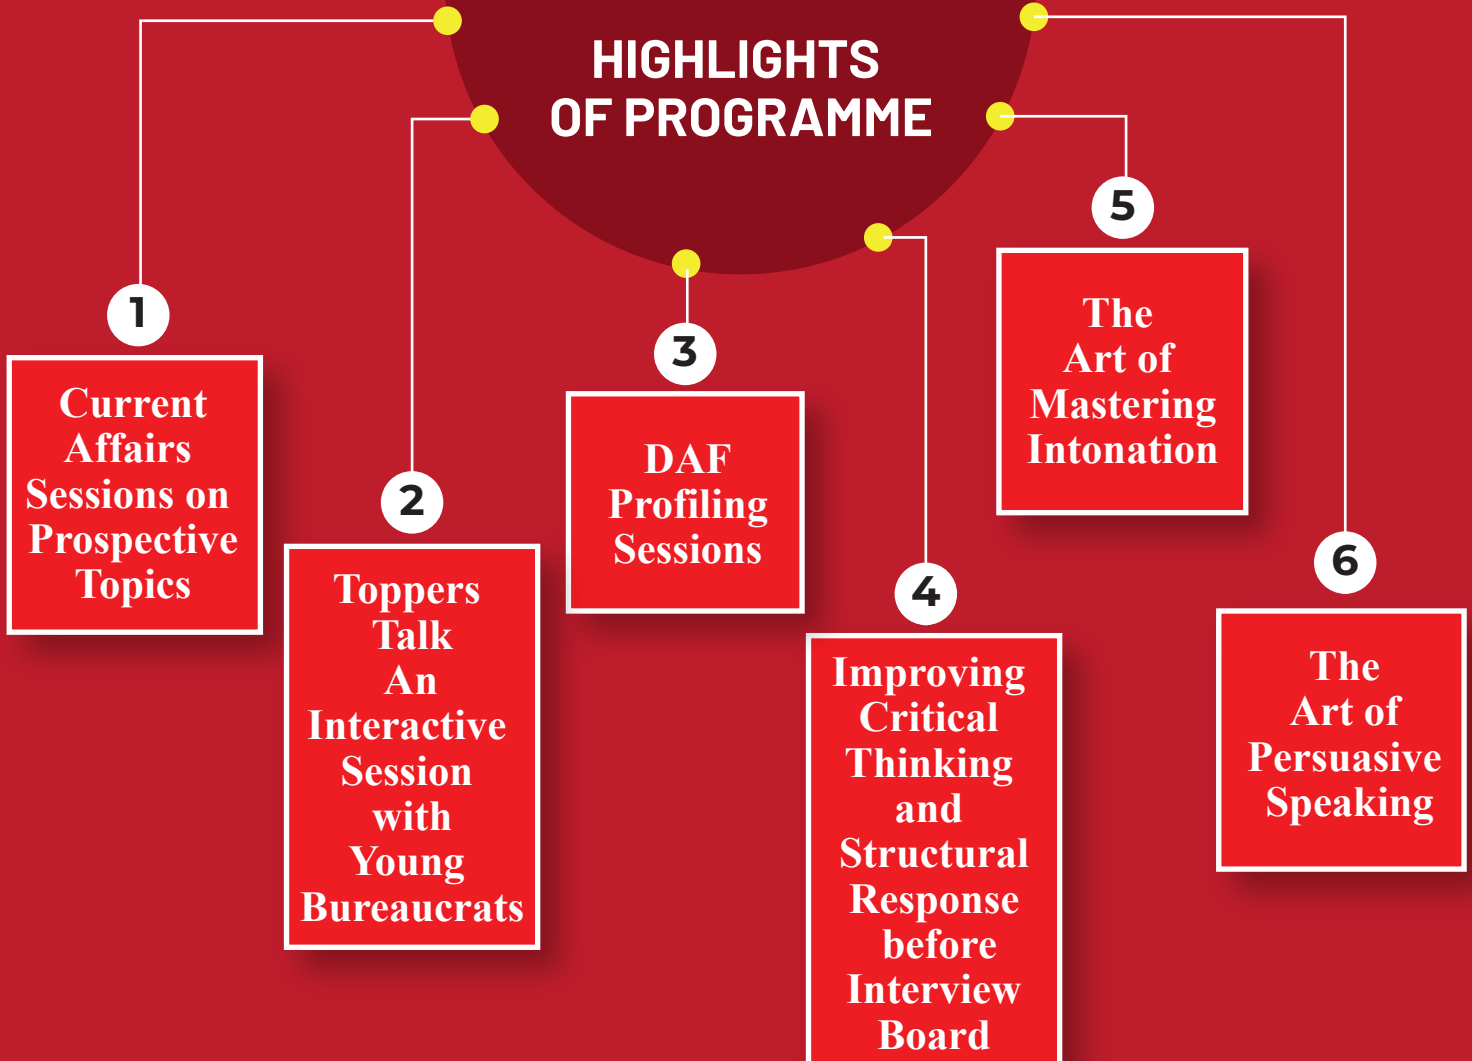 HIGHLIGHTS
OF PROGRAMME
1
Current
Affairs
Sessions on
Prospective
Topics
2
Toppers
Talk
An
Interactive
Session
with
Young
Bureaucrats
3
DAF
Profiling
Sessions
4
Improving
Critical
Thinking
and
Structural
Response
before
Interview
Board
5
The
Art of
Mastering
Intonation
6
The
Art of
Persuasive
Speaking